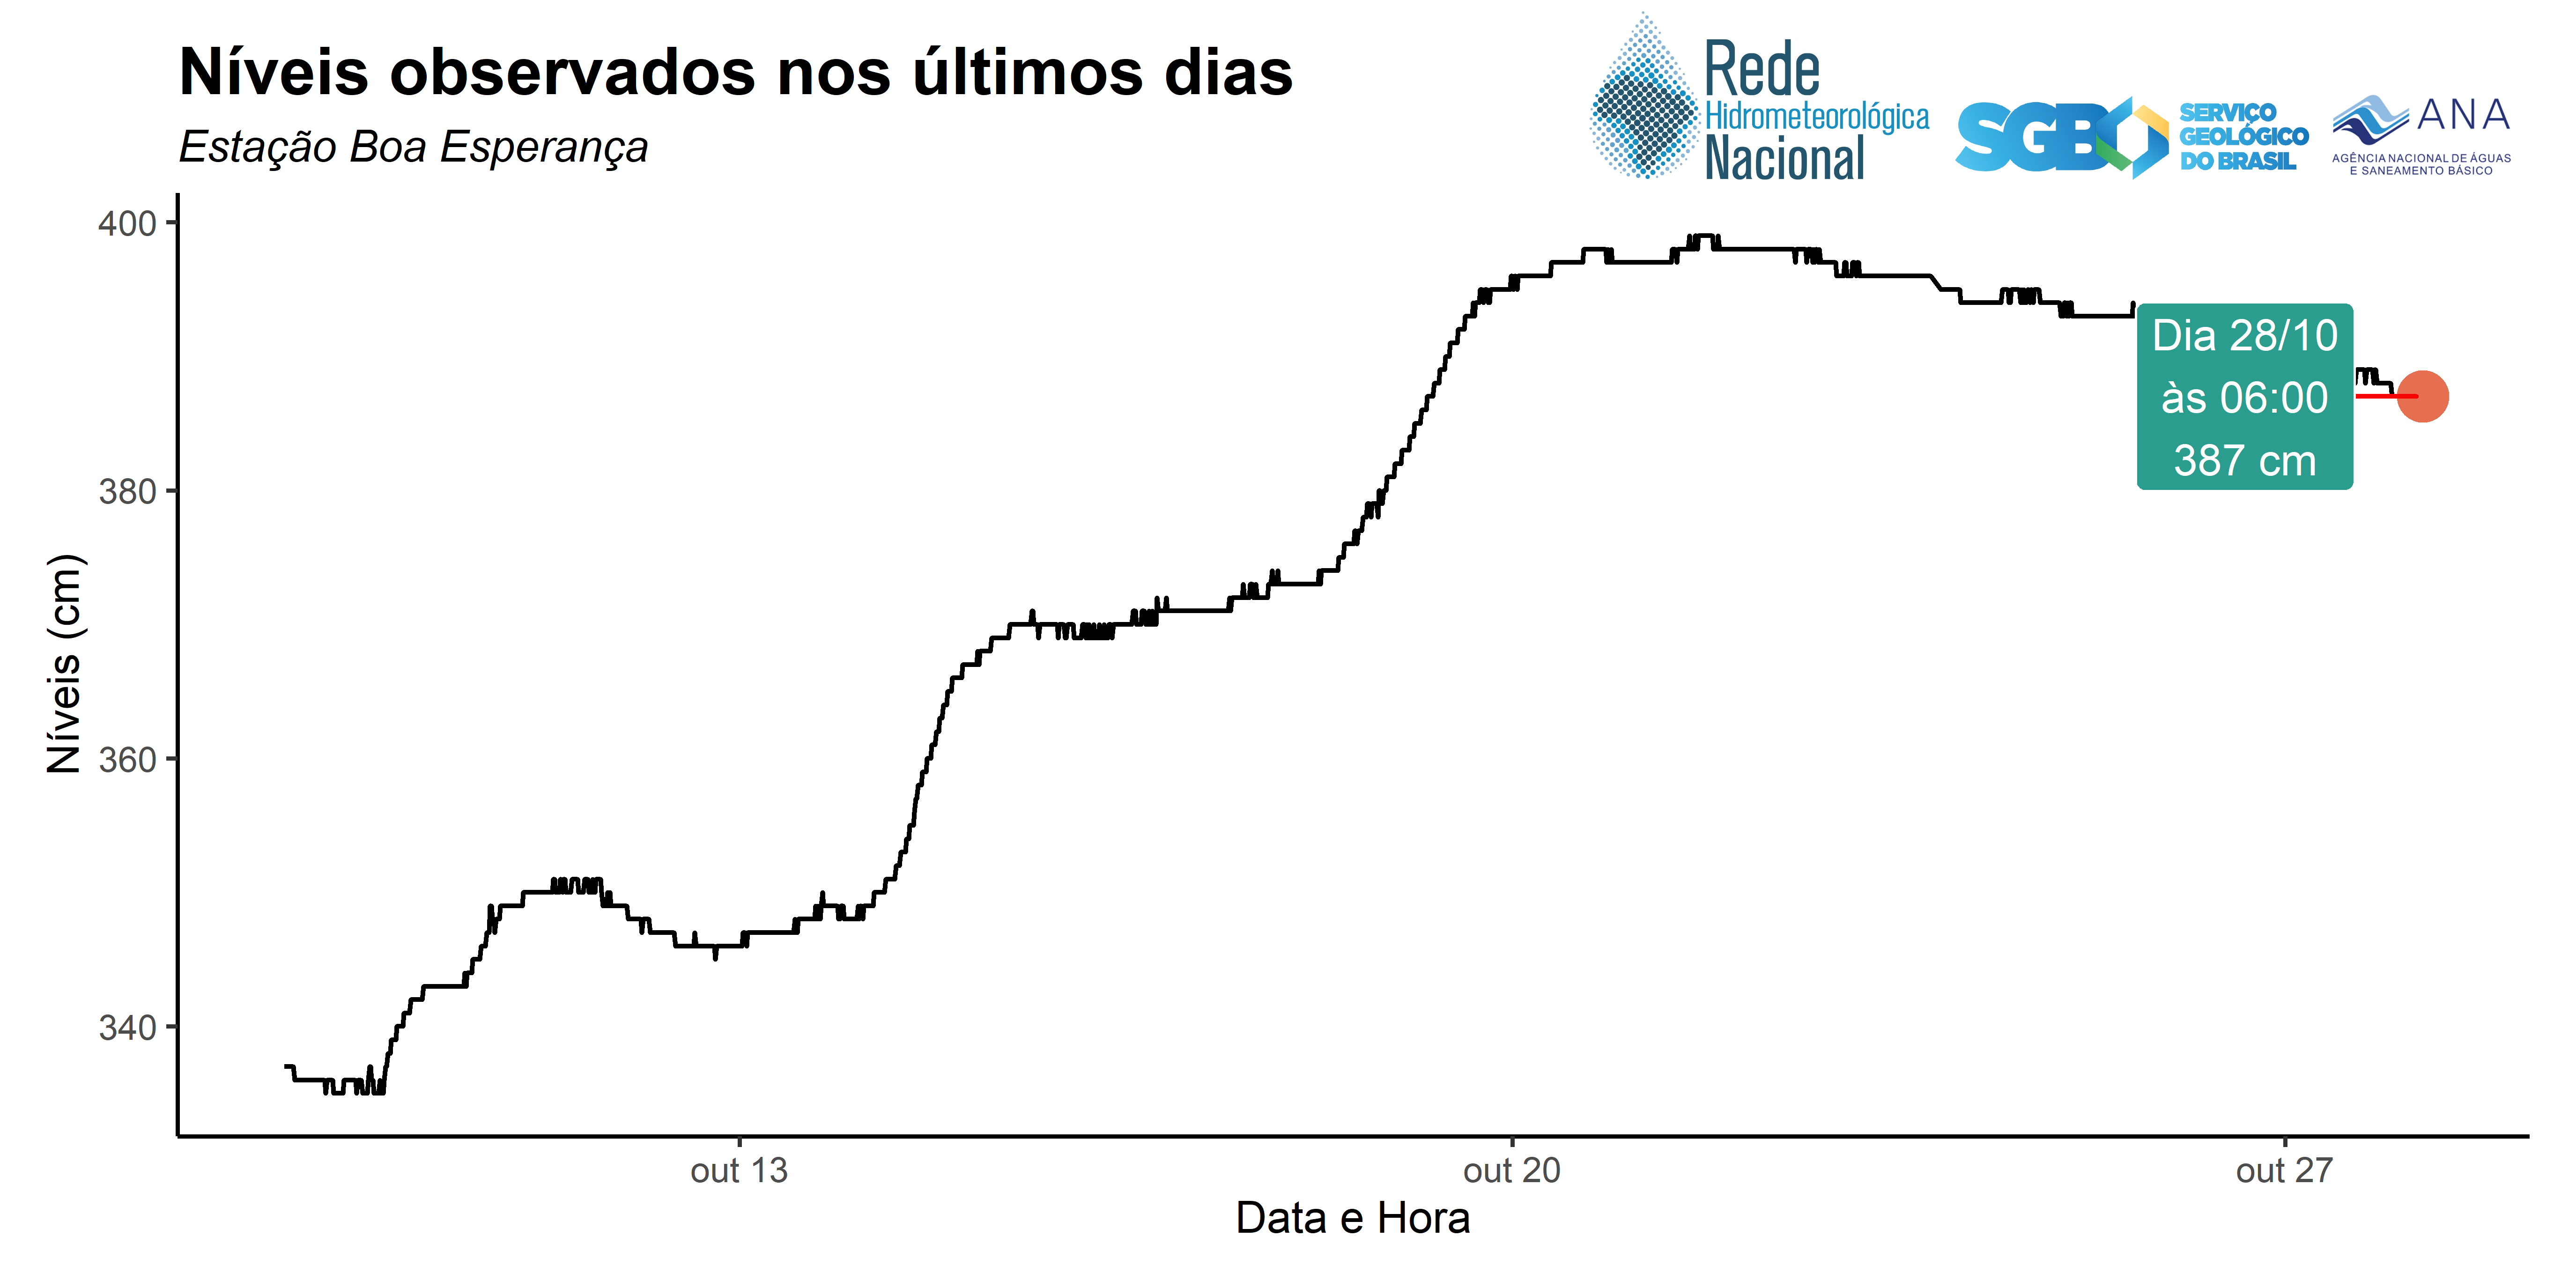 Níveis observados nos últimos dias
Estação Boa Esperança
Rede
Hidrometeorológica
Nacional
SGB
SERVIÇO
GEOLÓGICO
DO BRASIL
ANA
AGÊNCIA NACIONAL DE ÁGUAS
E SANEAMENTO BÁSICO
400
380
360
340
Níveis (cm)
Dia 28/10
às 06:00
387 cm
out 13
out 20
out 27
Data e Hora